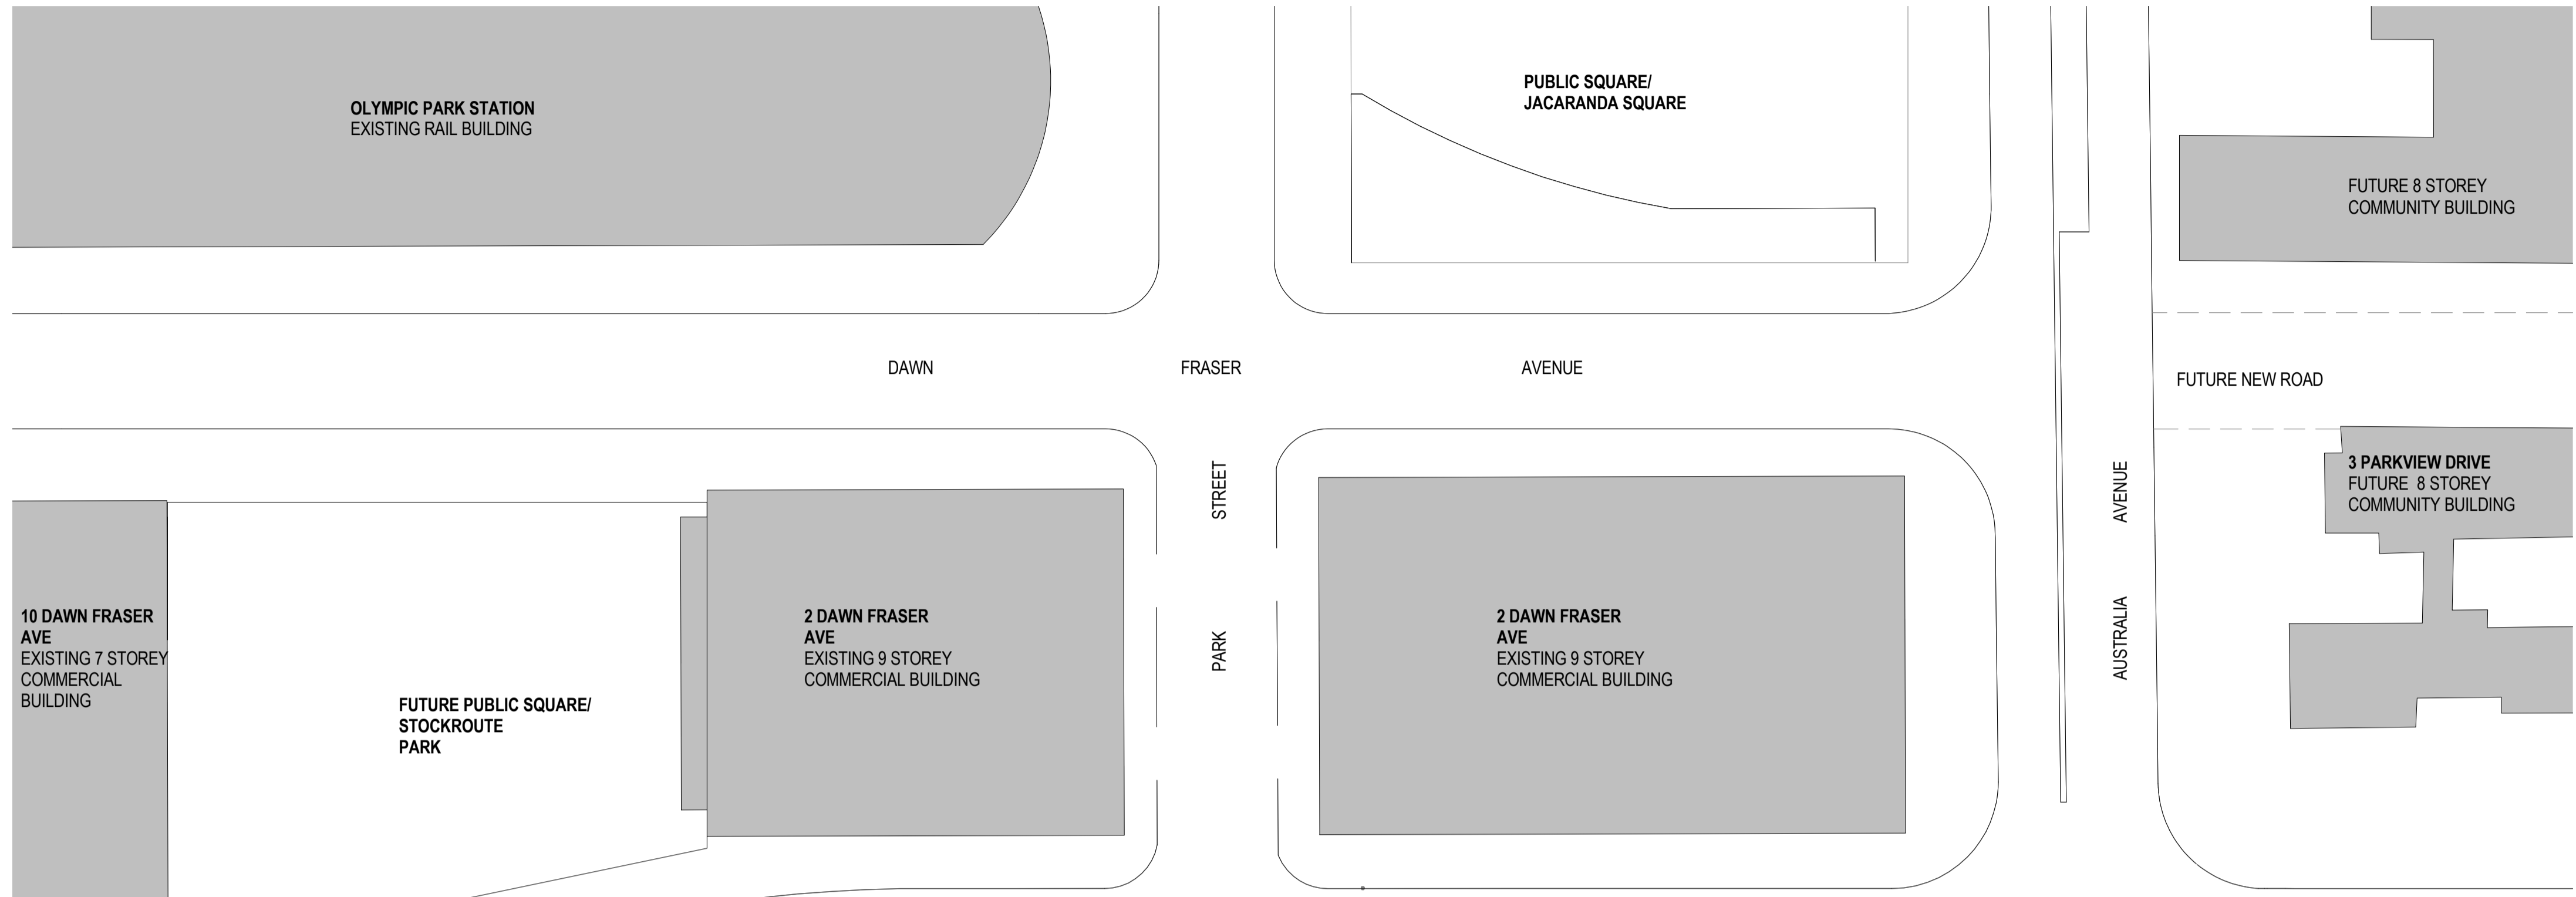 OLYMPIC PARK STATION
EXISTING RAIL BUILDING
PUBLIC SQUARE/
JACARANDA SQUARE
FUTURE 8 STOREY
COMMUNITY BUILDING
DAWN FRASER AVENUE
FUTURE NEW ROAD
PARK STREET
AUSTRALIA AVENUE
3 PARKVIEW DRIVE
FUTURE 8 STOREY
COMMUNITY BUILDING
10 DAWN FRASER
AVE
EXISTING 7 STOREY
COMMERCIAL
BUILDING
FUTURE PUBLIC SQUARE/
STOCKROUTE
PARK
2 DAWN FRASER
AVE
EXISTING 9 STOREY
COMMERCIAL BUILDING
2 DAWN FRASER
AVE
EXISTING 9 STOREY
COMMERCIAL BUILDING